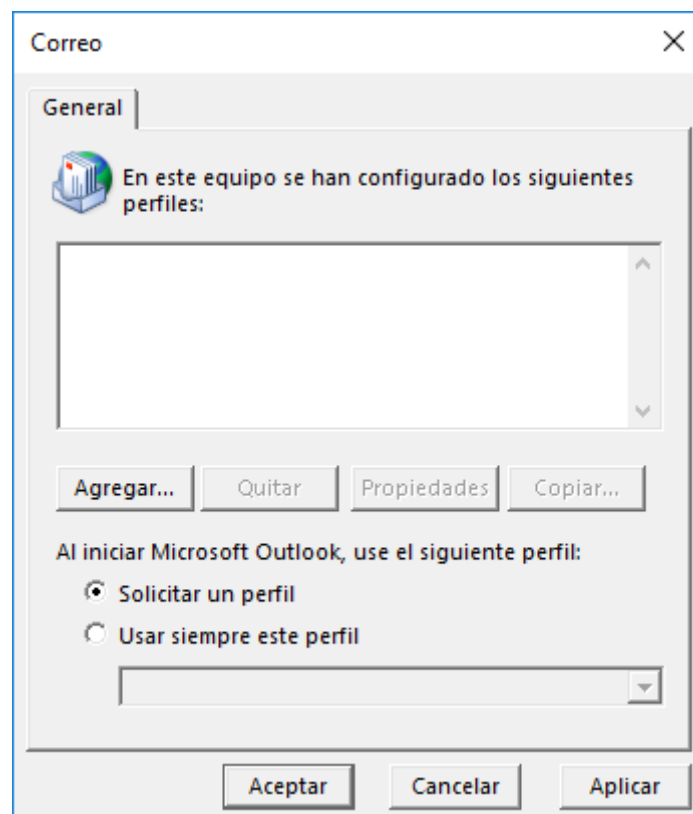 Correo
General
En este equipo se han configurado los siguientes
perfiles:
Agregar... Quitar Propiedades Copiar...
Al iniciar Microsoft Outlook, use el siguiente perfil:
Solicitar un perfil
Usar siempre este perfil
Aceptar Cancelar Aplicar